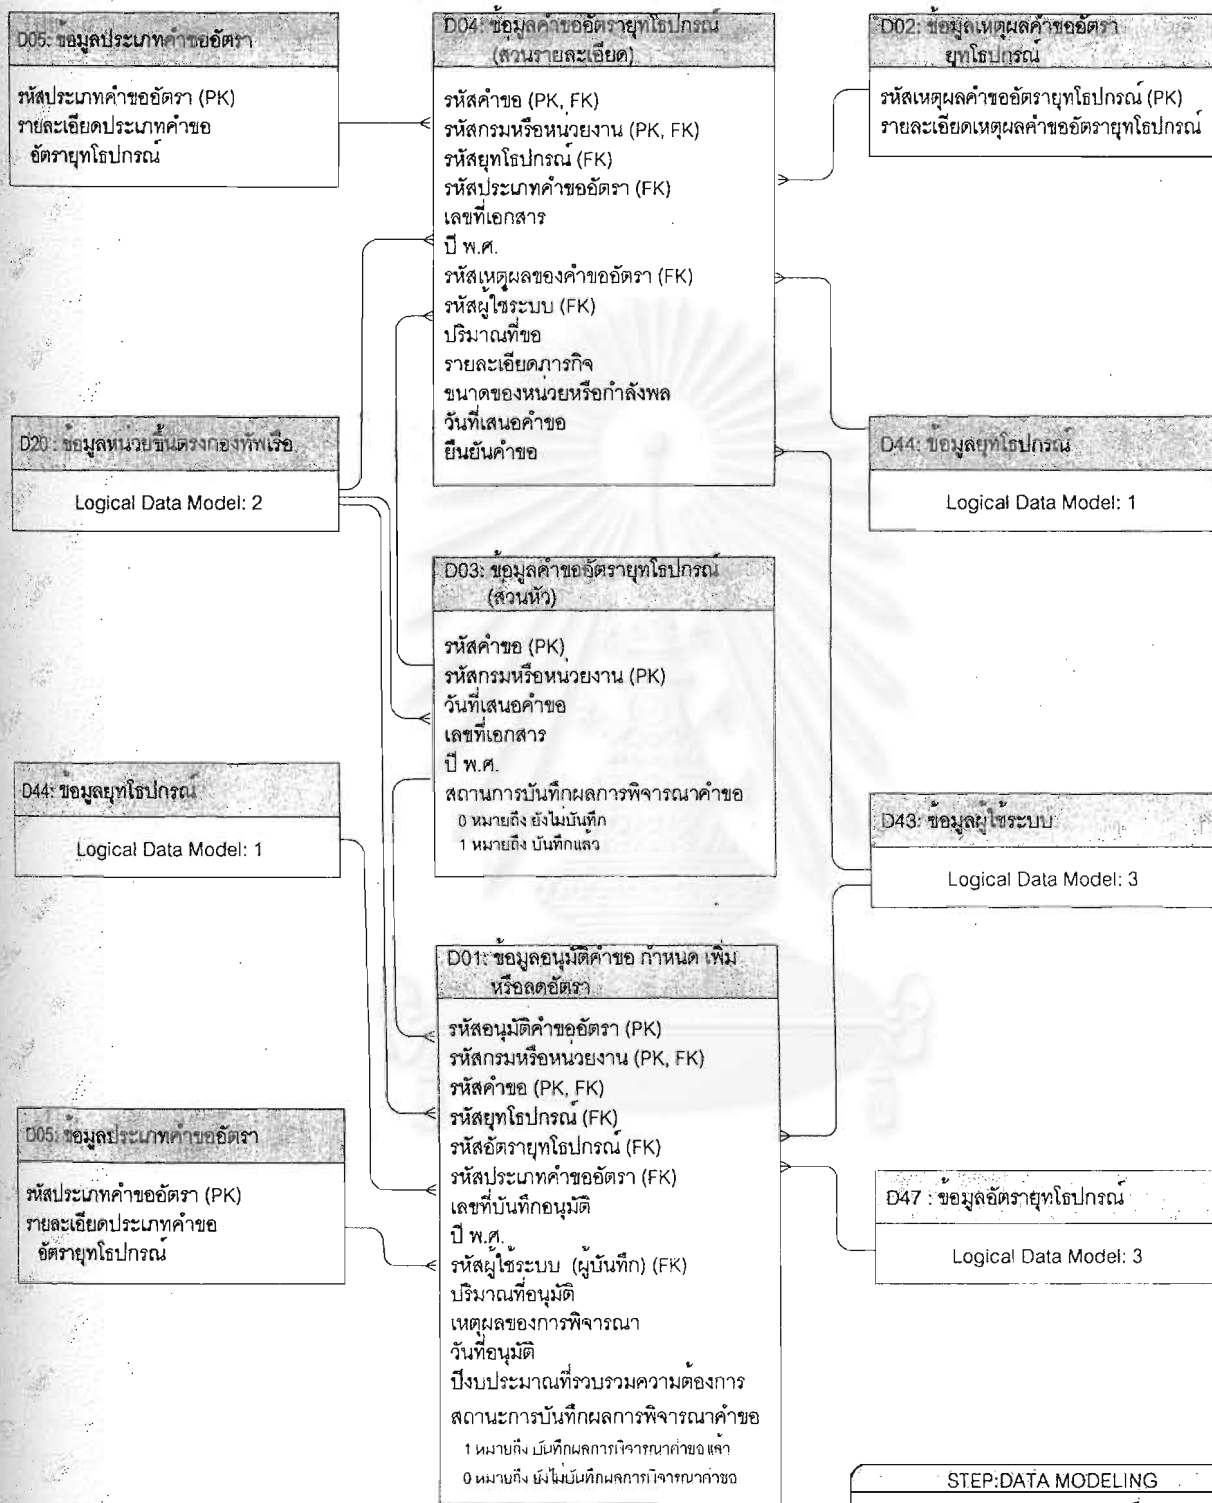 D05: ข้อมูลประเภทคำขออัตรา
รหัสประเภทคำขออัตรา (PK)
รายละเอียดประเภทคำขอ
อัตรายุทโธปกรณ์
D04: ข้อมูลคำขออัตรายุทโธปกรณ์
(ส่วนรายละเอียด)
รหัสคำขอ (PK, FK)
รหัสกรมหรือหน่วยงาน (PK, FK)
รหัสยุทโธปกรณ์ (FK)
รหัสประเภทคำขออัตรา (FK)
เลขที่เอกสาร
ปี พ.ศ.
รหัสเหตุผลของคำขออัตรา (FK)
รหัสผู้ใช้ระบบ (FK)
ปริมาณที่ขอ
รายละเอียดภารกิจ
ขนาดของหน่วยหรือกำลังพล
วันที่เสนอคำขอ
ยืนยันคำขอ
D02: ข้อมูลเหตุผลคำขออัตรา
ยุทโธปกรณ์
รหัสเหตุผลคำขออัตรายุทโธปกรณ์ (PK)
รายละเอียดเหตุผลคำขออัตรายุทโธปกรณ์
D20 : ข้อมูลหน่วยขึ้นตรงกองทัพเรือ
Logical Data Model: 2
D44: ข้อมูลยุทโธปกรณ์
Logical Data Model: 1
D03: ข้อมูลคำขออัตรายุทโธปกรณ์
(ส่วนหัว)
รหัสคำขอ (PK)
รหัสกรมหรือหน่วยงาน (PK)
วันที่เสนอคำขอ
เลขที่เอกสาร
ปี พ.ศ.
สถานการบันทึกผลการพิจารณาคำขอ
0 หมายถึง ยังไม่บันทึก
1 หมายถึง บันทึกแล้ว
D44: ข้อมูลยุทโธปกรณ์
Logical Data Model: 1
D43: ข้อมูลผู้ใช้ระบบ
Logical Data Model: 3
D01: ข้อมูลอนุมัติคำขอ กำหนด เพิ่ม
หรือลดอัตรา
รหัสอนุมัติคำขออัตรา (PK)
รหัสกรมหรือหน่วยงาน (PK, FK)
รหัสคำขอ (PK, FK)
รหัสยุทโธปกรณ์ (FK)
รหัสอัตรายุทโธปกรณ์ (FK)
รหัสประเภทคำขออัตรา (FK)
เลขที่บันทึกอนุมัติ
ปี พ.ศ.
รหัสผู้ใช้ระบบ (ผู้บันทึก) (FK)
ปริมาณที่อนุมัติ
เหตุผลของการพิจารณา
วันที่อนุมัติ
ปีงบประมาณที่รวบรวมความต้องการ
สถานะการบันทึกผลการพิจารณาคำขอ
1 หมายถึง บันทึกผลการพิจารณาคำขอแล้ว
0 หมายถึง ยังไม่บันทึกผลการพิจารณาคำขอ
D05: ข้อมูลประเภทคำขออัตรา
รหัสประเภทคำขออัตรา (PK)
รายละเอียดประเภทคำขอ
อัตรายุทโธปกรณ์
D47 : ข้อมูลอัตรายุทโธปกรณ์
Logical Data Model: 3
STEP:DATA MODELING